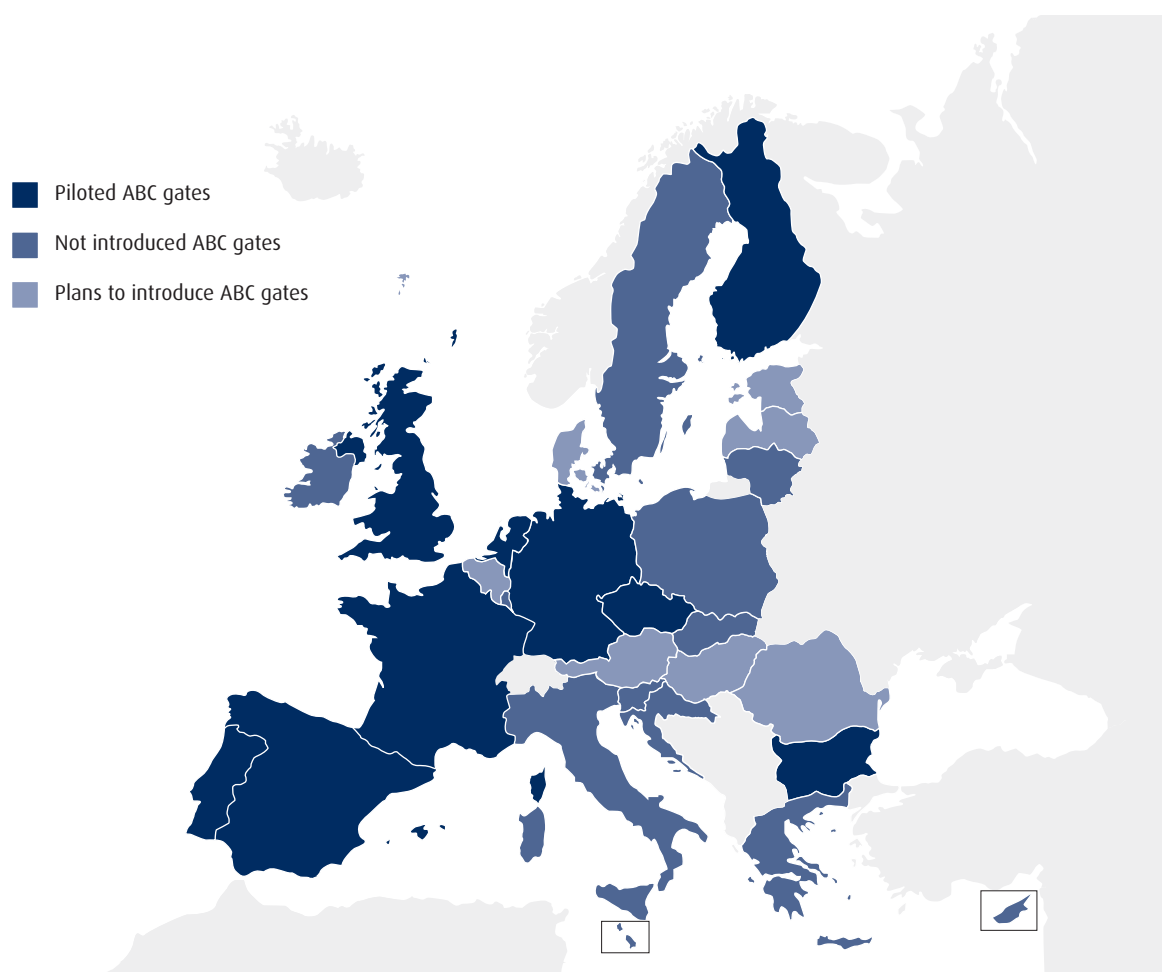 Piloted ABC gates
Not introduced ABC gates
Plans to introduce ABC gates